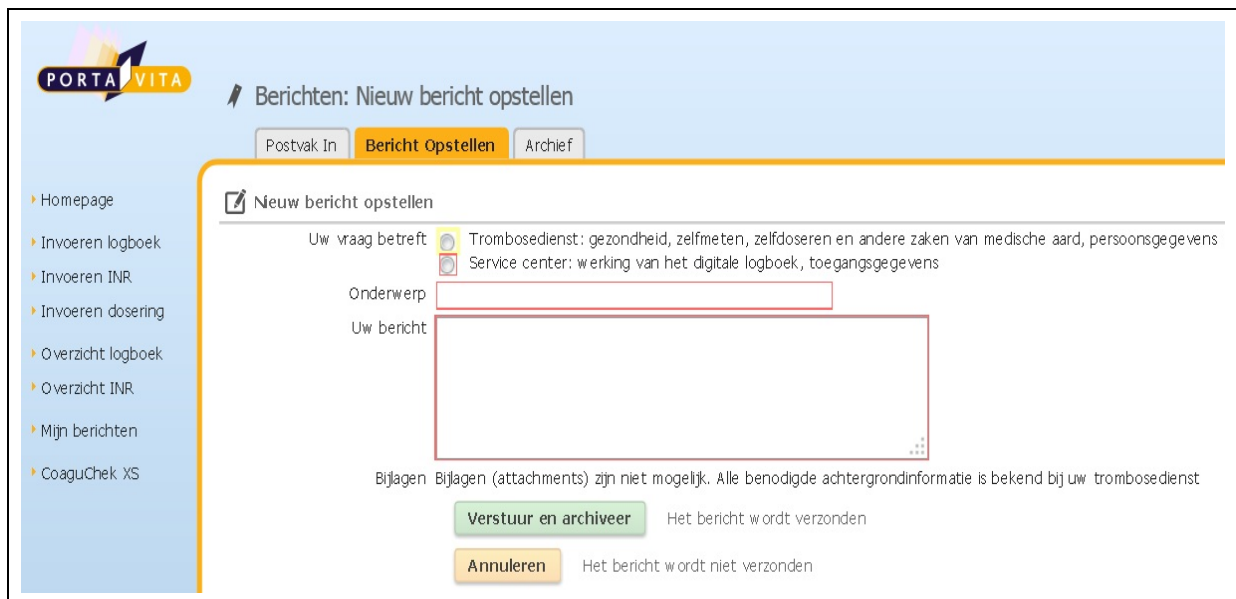 PORTA VITA
Berichten: Nieuw bericht opstellen
Postvak In Bericht Opstellen Archief
Homepage
Invoeren logboek
Invoeren INR
Invoeren dosering
Overzicht logboek
Overzicht INR
Mijn berichten
CoaguChek XS
Nieuw bericht opstellen
Uw vraag betreft Trombosedienst: gezondheid, zelfmeten, zelfdoseren en andere zaken van medische aard, persoonsgegevens
Service center: werking van het digitale logboek, toegangsgegevens
Onderwerp
Uw bericht
Bijlagen Bijlagen (attachments) zijn niet mogelijk. Alle benodigde achtergrondinformatie is bekend bij uw trombosedienst
Verstuur en archiveer Het bericht wordt verzonden
Annuleren Het bericht wordt niet verzonden